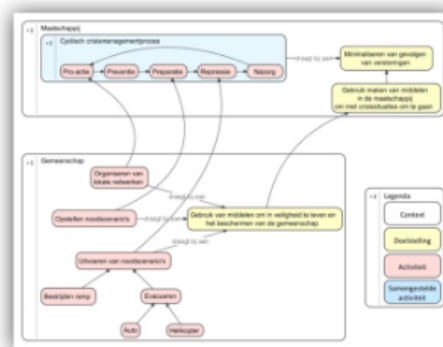 Maatschappij
Cyclisch crisismanagementproces
Pro-actie
Preventie
Preparatie
Repressie
Nazorg
draagt bij aan
Minimaliseren van gevolgen
van verstoringen
Gebruik maken van middelen
in de maatschappij
om met crisissituaties om te gaan
Gemeenschap
Organiseren van
lokale netwerken
draagt bij aan
Opstellen noodscenario's
draagt bij aan
Gebruik van middelen om in veiligheid te leven en
het beschermen van de gemeenschap
draagt bij aan
Uitvoeren van noodscenario's
Bestrijden ramp
Evacueren
Auto
Helikopter
Legenda
Context
Doelstelling
Activiteit
Samengestelde
activiteit